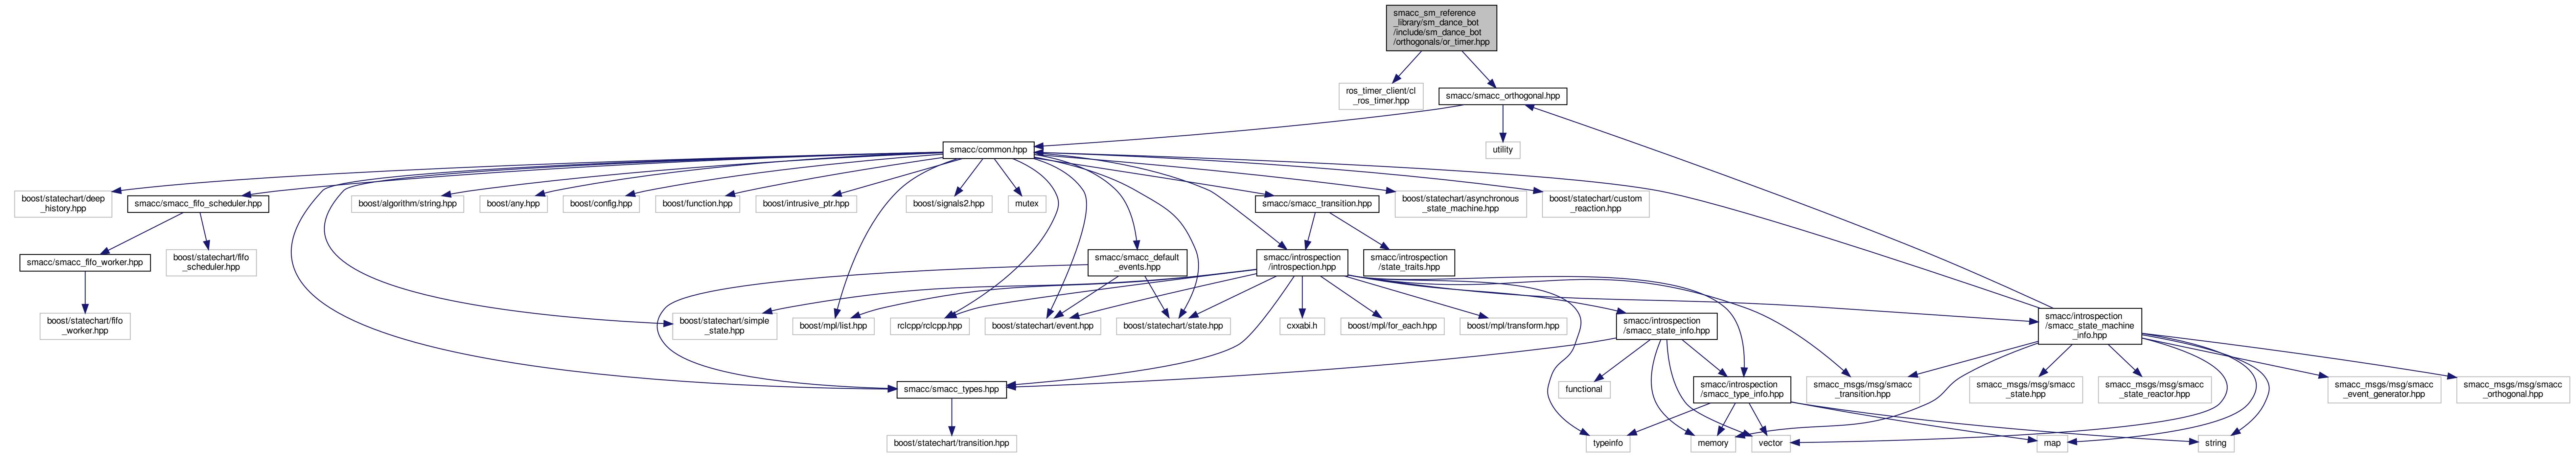 smacc_sm_reference
_library/sm_dance_bot
/include/sm_dance_bot
/orthogonals/or_timer.hpp
ros_timer_client/cl
_ros_timer.hpp
smacc/smacc_orthogonal.hpp
smacc/common.hpp
utility
boost/statechart/deep
_history.hpp
smacc/smacc_fifo_scheduler.hpp
boost/algorithm/string.hpp
boost/any.hpp
boost/config.hpp
boost/function.hpp
boost/intrusive_ptr.hpp
boost/signals2.hpp
mutex
smacc/smacc_transition.hpp
boost/statechart/asynchronous
_state_machine.hpp
boost/statechart/custom
_reaction.hpp
smacc/smacc_fifo_worker.hpp
boost/statechart/fifo
_scheduler.hpp
smacc/smacc_default
_events.hpp
smacc/introspection
/introspection.hpp
smacc/introspection
/state_traits.hpp
boost/statechart/fifo
_worker.hpp
boost/statechart/simple
_state.hpp
boost/mpl/list.hpp
rclcpp/rclcpp.hpp
boost/statechart/event.hpp
boost/statechart/state.hpp
cxxabi.h
boost/mpl/for_each.hpp
boost/mpl/transform.hpp
smacc/introspection
/smacc_state_info.hpp
smacc/introspection
/smacc_state_machine
_info.hpp
smacc/smacc_types.hpp
functional
smacc/introspection
/smacc_type_info.hpp
smacc_msgs/msg/smacc
_transition.hpp
smacc_msgs/msg/smacc
_state.hpp
smacc_msgs/msg/smacc
_state_reactor.hpp
smacc_msgs/msg/smacc
_event_generator.hpp
smacc_msgs/msg/smacc
_orthogonal.hpp
boost/statechart/transition.hpp
typeinfo
memory
vector
map
string